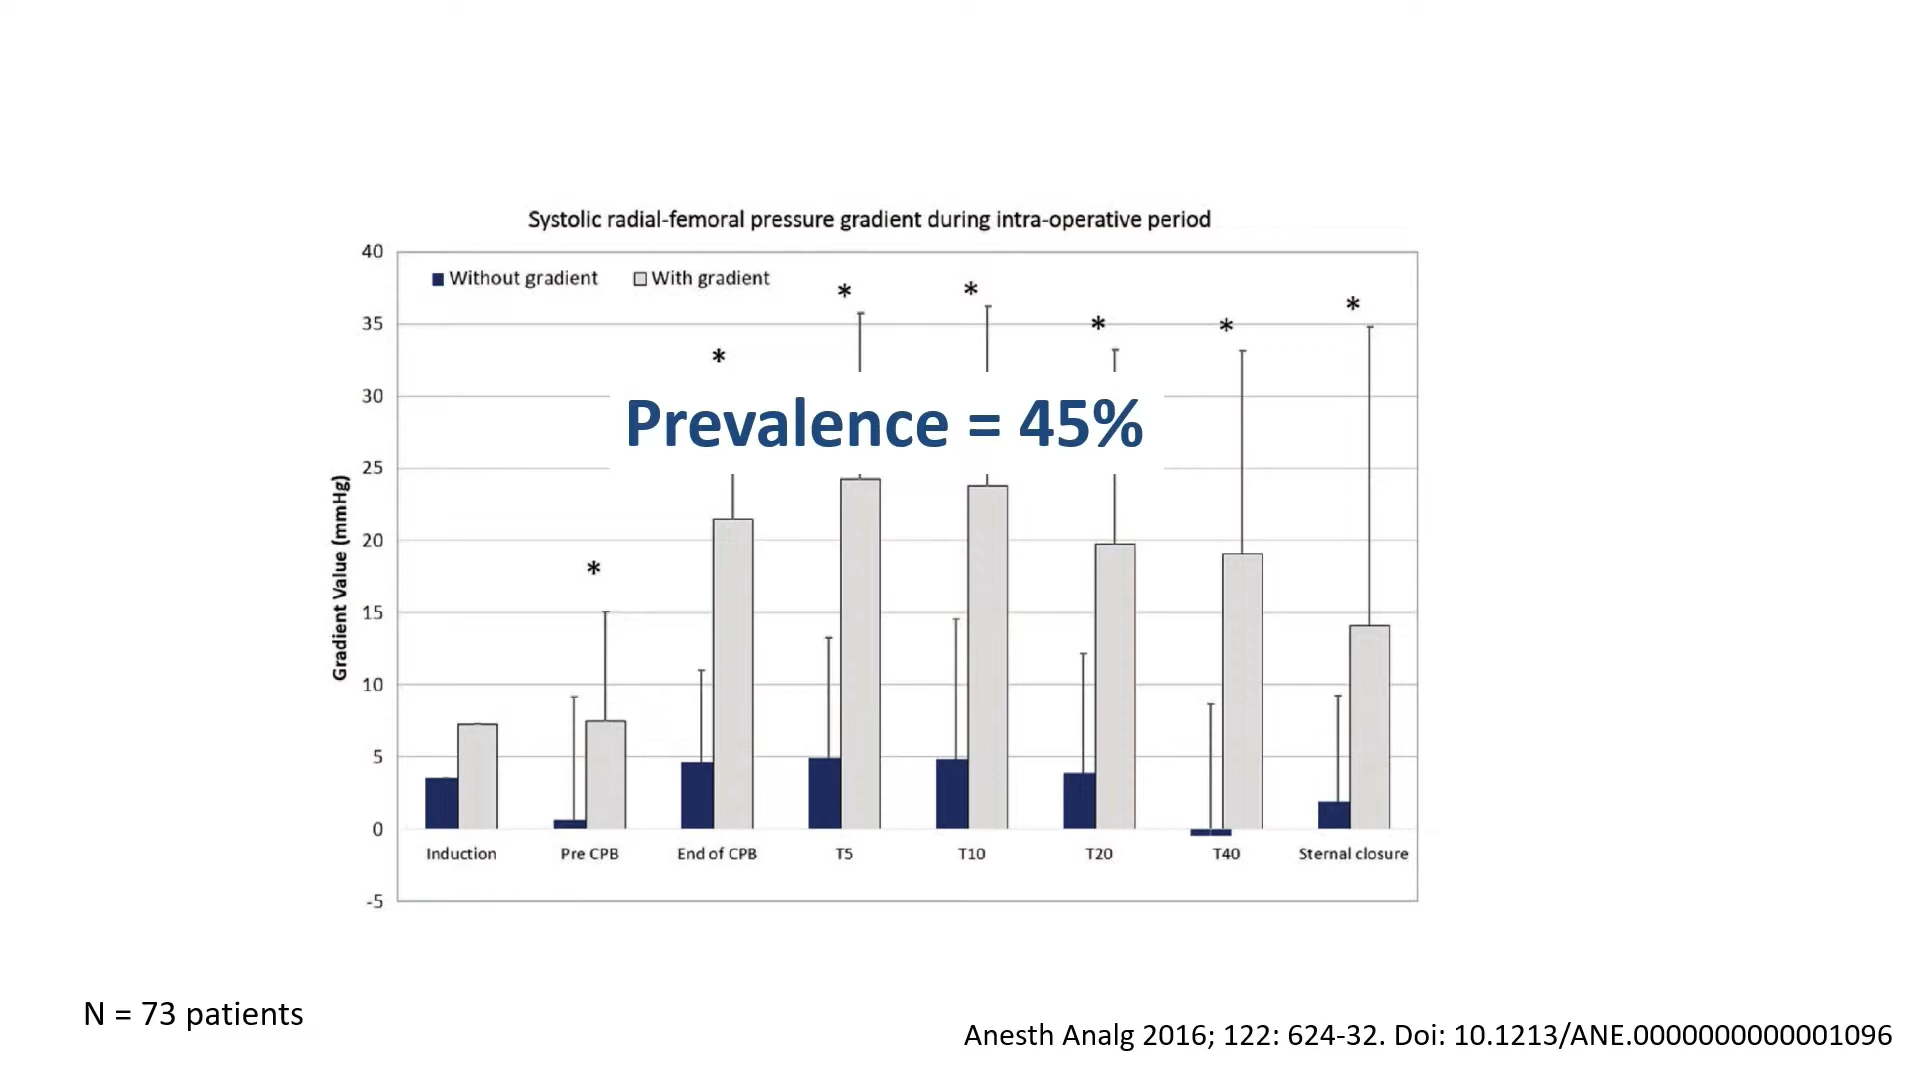 Systolic radial-femoral pressure gradient during intra-operative period
40
Without gradient
With gradient
*
*
*
35
*
*
*
30
Prevalence = 45%
25
Gradient Value (mmHg)
20
*
15
10
5
0
Induction
Pre CPB
End of CPB
T5
T10
T20
T40
Sternal closure
-5
N = 73 patients
Anesth Analg 2016; 122: 624-32. Doi: 10.1213/ANE.0000000000001096